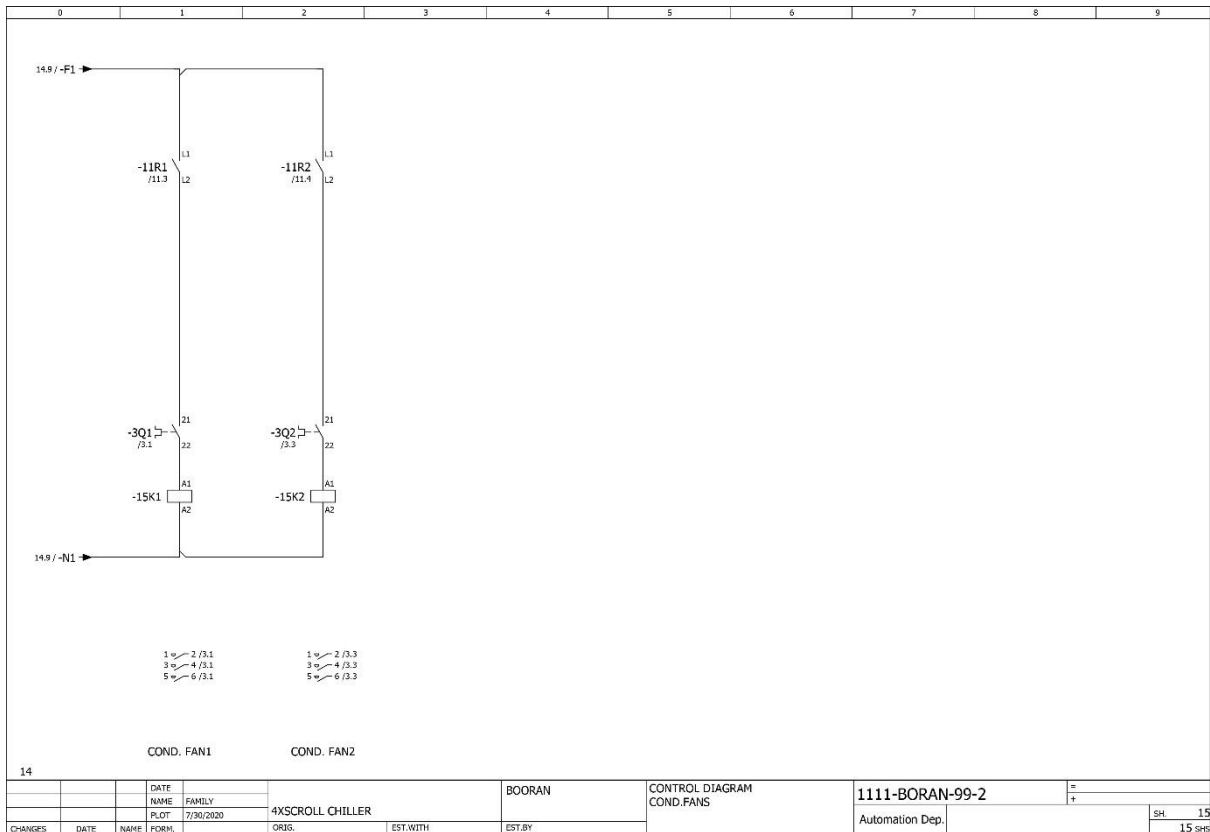 0 1 2 3 4 5 6 7 8 9
14.9 / -F1
L1 L1
-11R1 -11R2
/11.3 L2 /11.4 L2
21 21
-3Q1 -3Q2
/3.1 22 /3.3 22
A1 A1
-15K1 -15K2
A2 A2
14.9 / -N1
1 2 /3.1 1 2 /3.3
3 4 /3.1 3 4 /3.3
5 6 /3.1 5 6 /3.3
COND. FAN1 COND. FAN2
14
DATE
NAME FAMILY
PLOT 7/30/2020
CHANGES DATE NAME FORM.
4XSCROLL CHILLER
ORIG. EST.WITH EST.BY
BOORAN
CONTROL DIAGRAM
COND.FANS
1111-BORAN-99-2
Automation Dep.
=
+
SH. 15
15 SHS